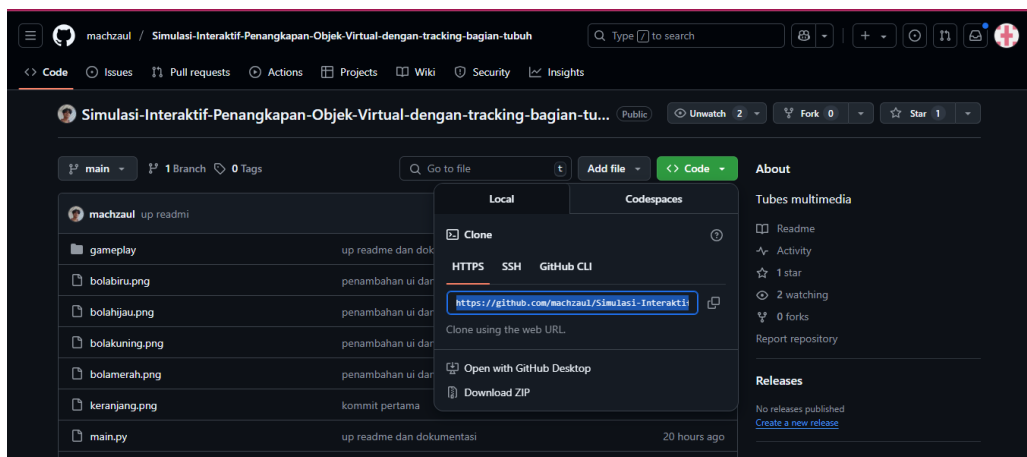 machzaul / Simulasi-Interaktif-Penangkapan-Objek-Virtual-dengan-tracking-bagian-tubuh
Type / to search
Code Issues Pull requests Actions Projects Wiki Security Insights
Simulasi-Interaktif-Penangkapan-Objek-Virtual-dengan-tracking-bagian-tu... Public
Unwatch 2 Fork 0 Star 1
main 1 Branch 0 Tags
Go to file t
Add file Code
About
Tubes multimedia
Readme
Activity
1 star
2 watching
0 forks
Report repository
Releases
No releases published
Create a new release
Local Codespaces
Clone
HTTPS SSH GitHub CLI
https://github.com/machzaul/Simulasi-Interakti
Clone using the web URL.
Open with GitHub Desktop
Download ZIP
machzaul up readmi
gameplay up readme dan dok
bolabiru.png penambahan ui dar
bolahijau.png penambahan ui dar
bolakuning.png penambahan ui dar
bolamerah.png penambahan ui dar
keranjang.png kommit pertama
main.py up readme dan dokumentasi 20 hours ago